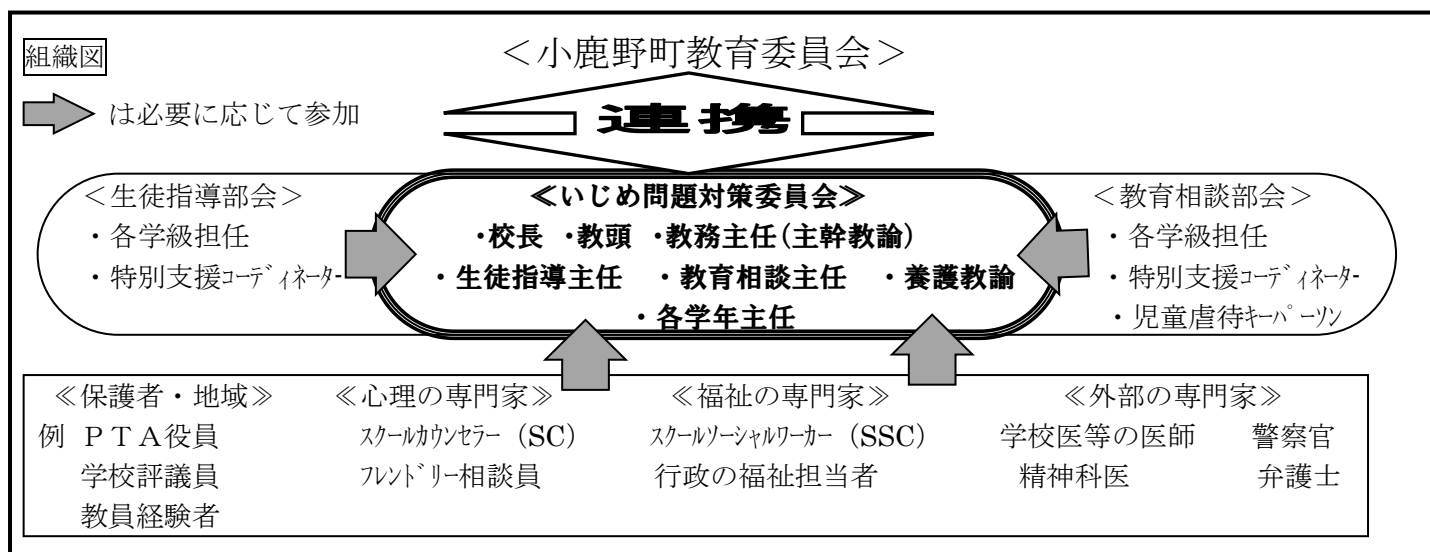 組織図
＜小鹿野町教育委員会＞
は必要に応じて参加
連携
＜生徒指導部会＞
・各学級担任
・特別支援ｺｰﾃﾞｨﾈｰﾀｰ
≪いじめ問題対策委員会≫
・校長 ・教頭 ・教務主任(主幹教諭)
・生徒指導主任 ・教育相談主任 ・養護教諭
・各学年主任
＜教育相談部会＞
・各学級担任
・特別支援ｺｰﾃﾞｨﾈｰﾀｰ
・児童虐待ｷｰﾊﾟｰｿﾝ
≪保護者・地域≫
例 ＰＴＡ役員
学校評議員
教員経験者
≪心理の専門家≫
ｽｸｰﾙｶｳﾝｾﾗｰ（SC）
ﾌﾚﾝﾄﾞﾘｰ相談員
≪福祉の専門家≫
ｽｸｰﾙｿｰｼｬﾙﾜｰｶｰ（SSC）
行政の福祉担当者
≪外部の専門家≫
学校医等の医師 警察官
精神科医 弁護士